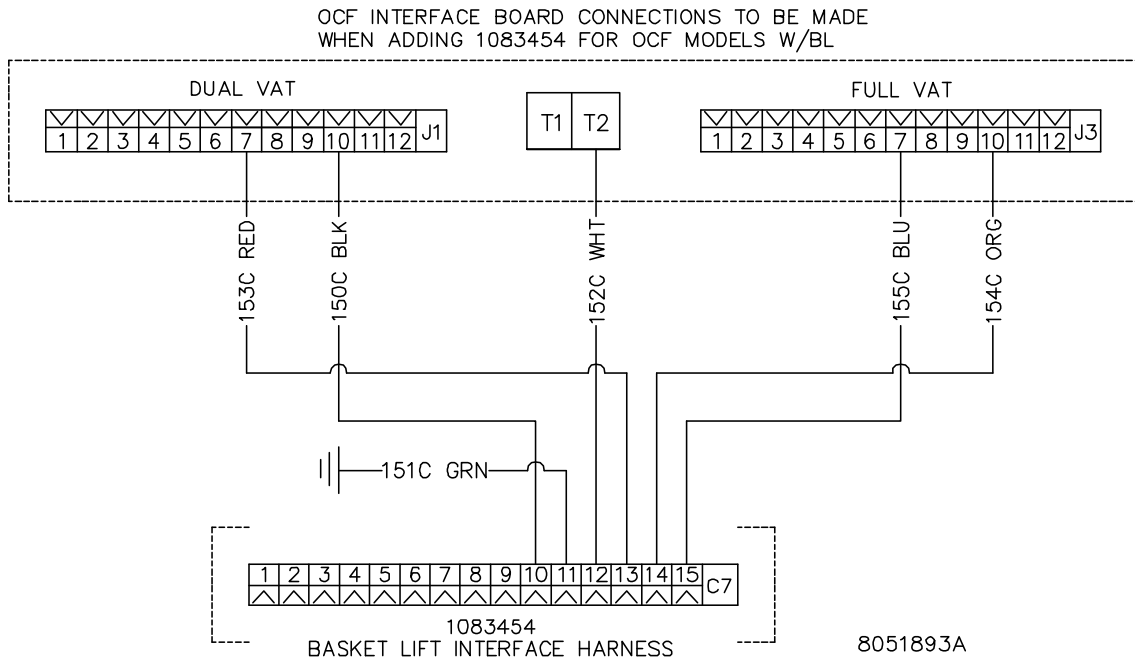 OCF INTERFACE BOARD CONNECTIONS TO BE MADE
WHEN ADDING 1083454 FOR OCF MODELS W/BL
DUAL VAT
1 2 3 4 5 6 7 8 9 10 11 12 J1
T1 T2
FULL VAT
1 2 3 4 5 6 7 8 9 10 11 12 J3
153C RED
150C BLK
152C WHT
155C BLU
154C ORG
151C GRN
1 2 3 4 5 6 7 8 9 10 11 12 13 14 15 C7
1083454
BASKET LIFT INTERFACE HARNESS
8051893A